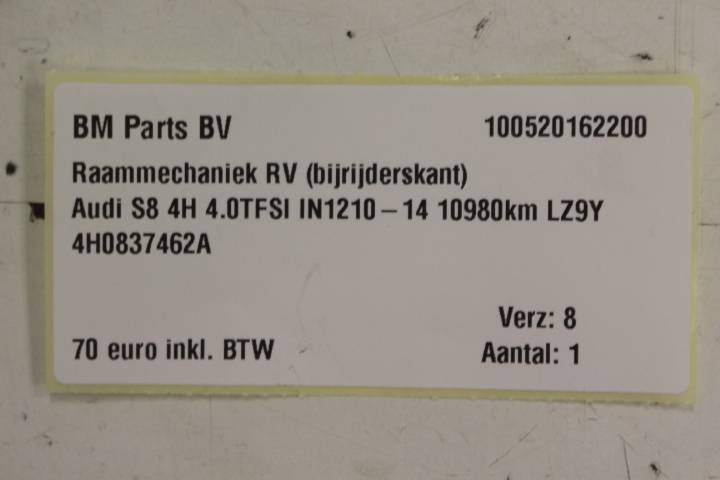 BM Parts BV 100520162200
Raammechaniek RV (bijrijderskant)
Audi S8 4H 4.0TFSI IN1210-14 10980km LZ9Y
4H0837462A
Verz: 8
70 euro inkl. BTW Aantal: 1